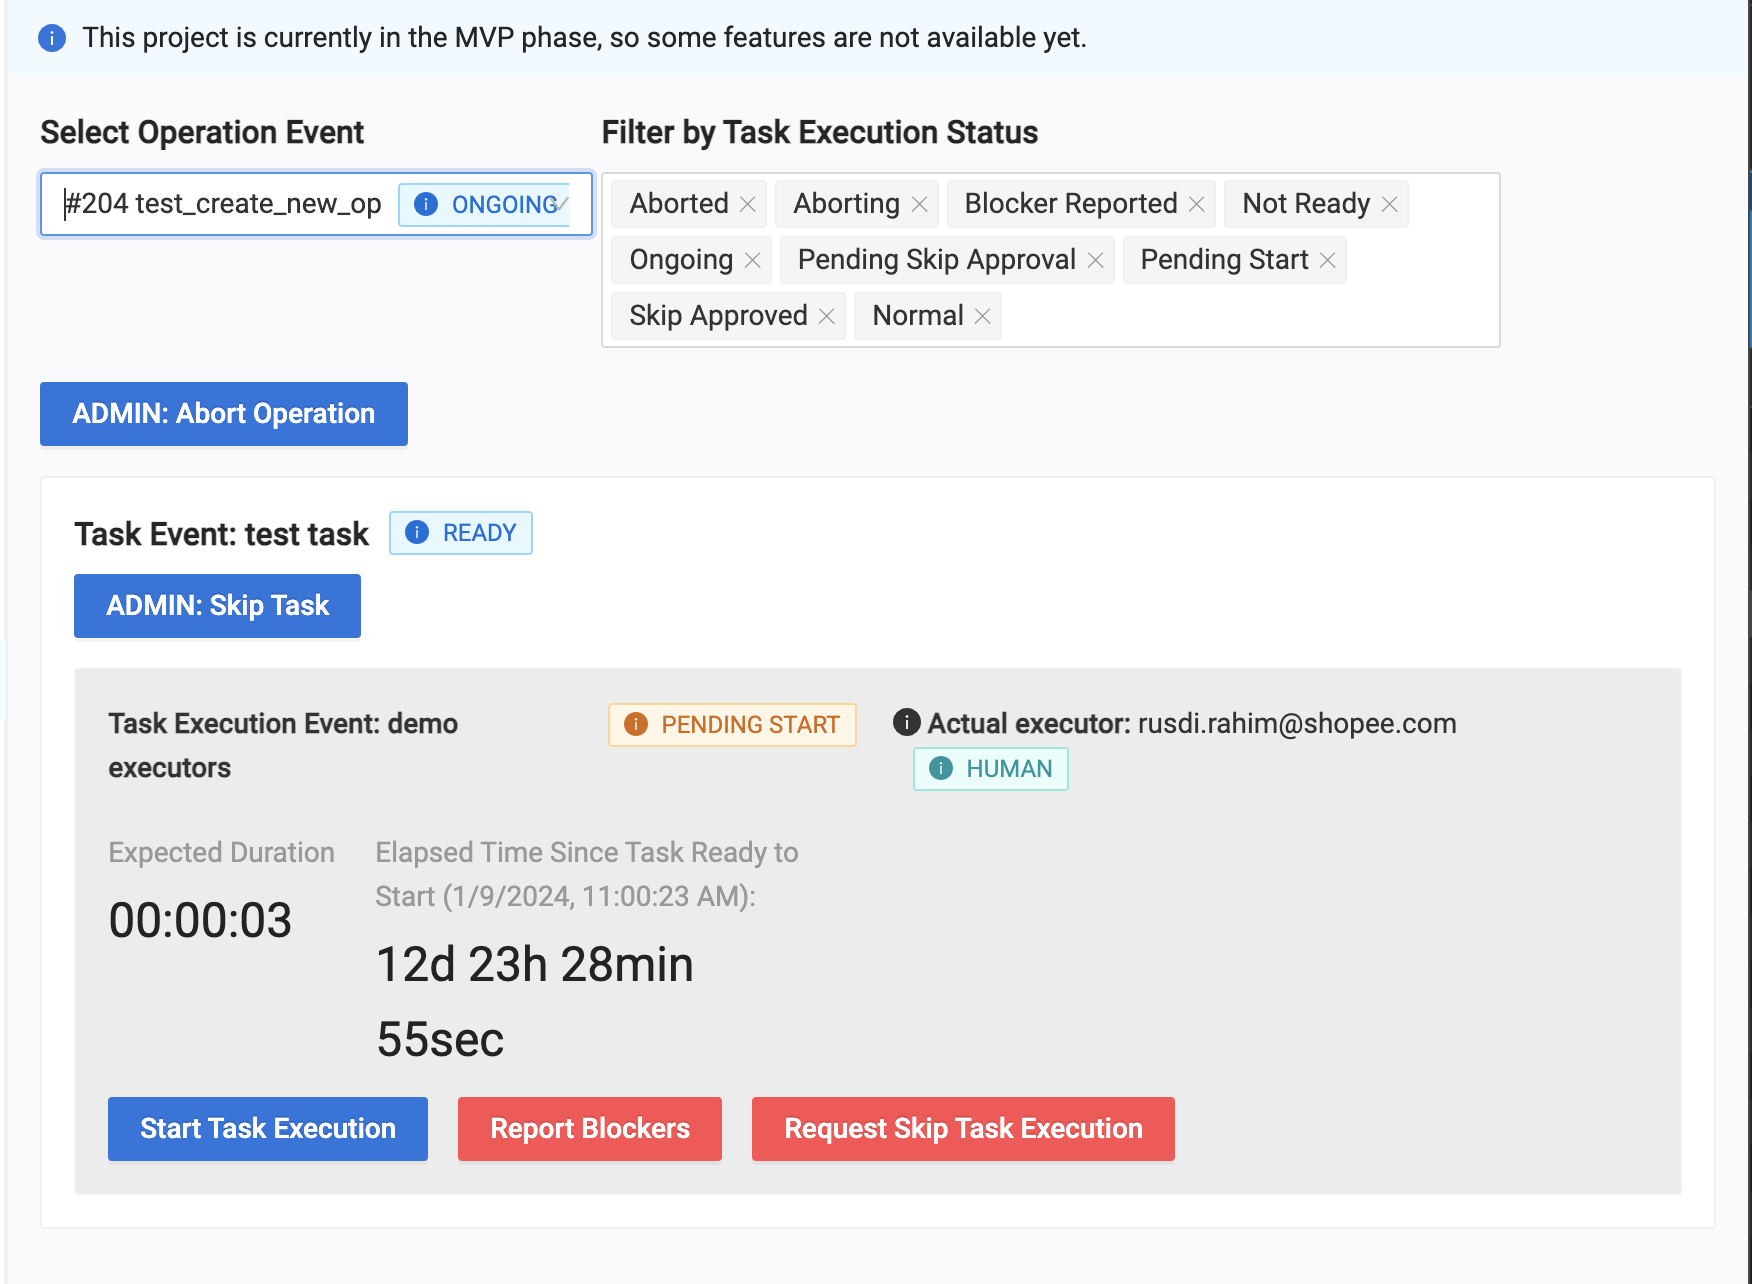 This project is currently in the MVP phase, so some features are not available yet.
Select Operation Event
Filter by Task Execution Status
#204 test_create_new_op ONGOING
Aborted Aborting Blocker Reported Not Ready
Ongoing Pending Skip Approval Pending Start
Skip Approved Normal
ADMIN: Abort Operation
Task Event: test task READY
ADMIN: Skip Task
Task Execution Event: demo
executors
PENDING START
Actual executor: rusdi.rahim@shopee.com
HUMAN
Expected Duration
00:00:03
Elapsed Time Since Task Ready to
Start (1/9/2024, 11:00:23 AM):
12d 23h 28min
55sec
Start Task Execution
Report Blockers
Request Skip Task Execution